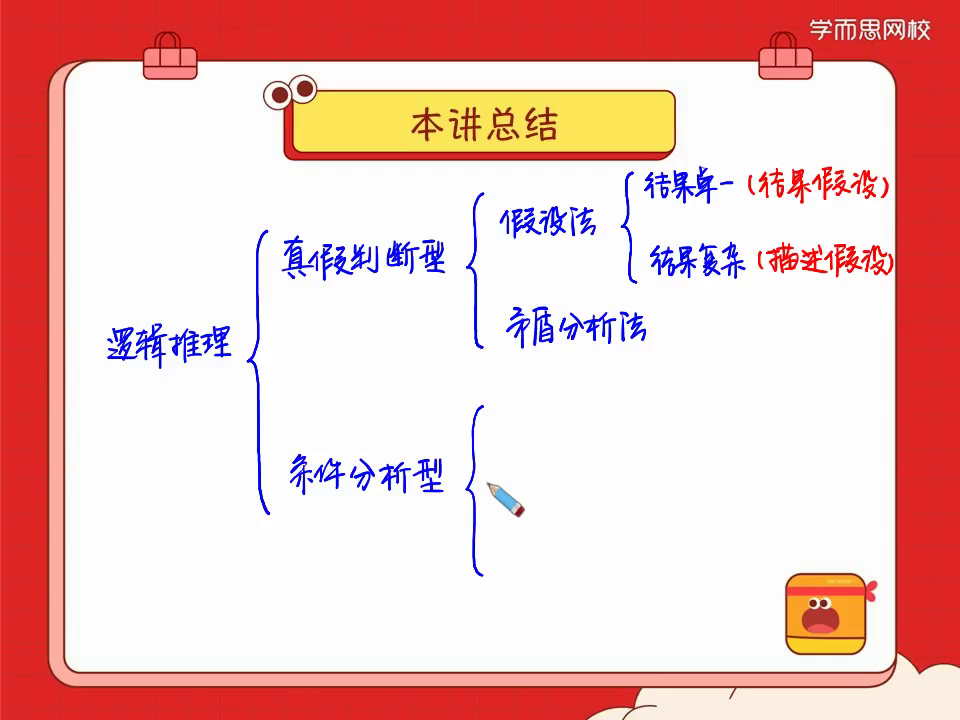 学而思网校
本讲总结
结果单一(结果假设)
假设法
真假判断型
结果复杂(描述假设)
矛盾分析法
逻辑推理
条件分析型